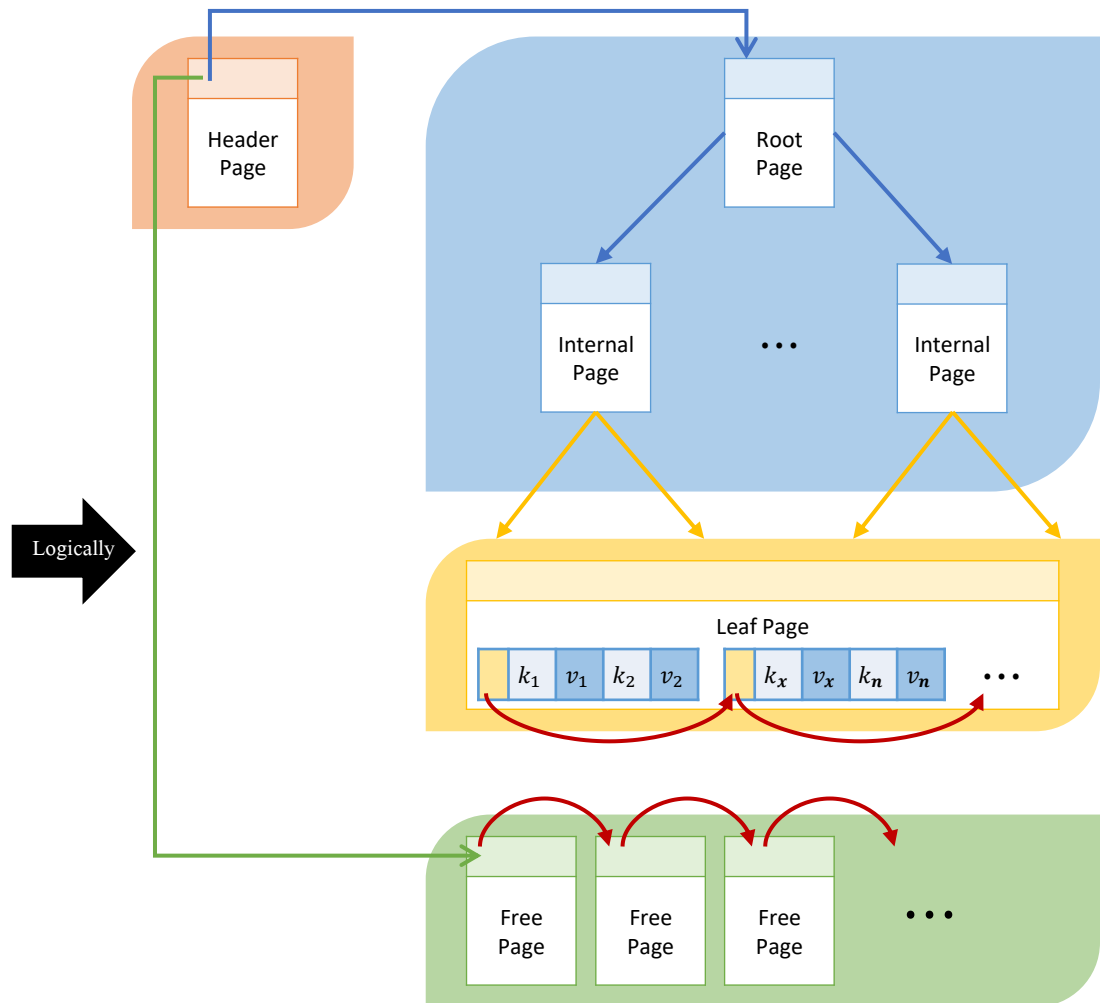 Header
Page
Root
Page
Internal
Page
...
Internal
Page
Logically
Leaf Page
k₁ v₁ k₂ v₂ kₓ vₓ kₙ vₙ ...
Free
Page
Free
Page
Free
Page
...